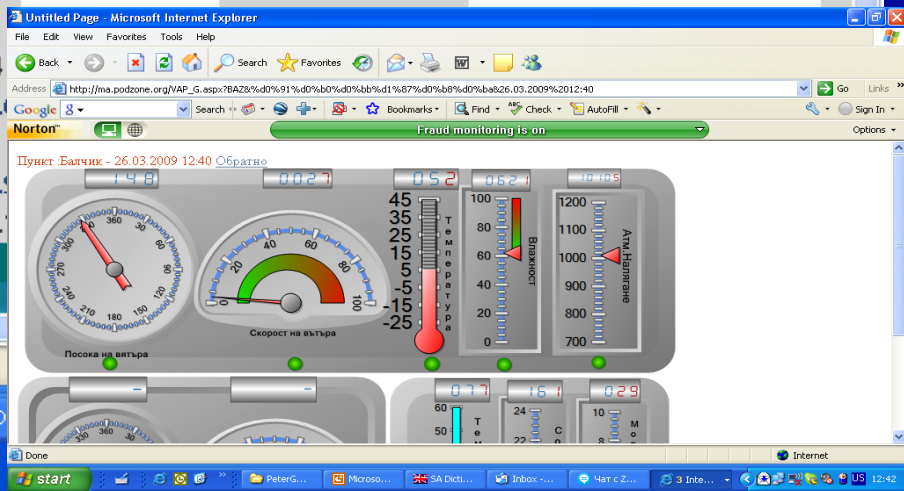 Untitled Page - Microsoft Internet Explorer
File Edit View Favorites Tools Help
Back Search Favorites
Address http://ma.podzone.org/VAP_G.aspx?BAZ&%d0%91%d0%b0%d0%bb%d1%87%d0%b8%d0%ba&26.03.2009%2012:40 Go Links »
Google Search Bookmarks Find Check AutoFill Sign In
Norton Fraud monitoring is on Options
Пункт :Балчик - 26.03.2009 12:40 Обратно
148 0027 052 0621 10105
360 30 60 90 120 150 180 210 240 270 300
Посока на вятъра
0 20 40 60 80 100
Скорост на вътъра
45 35 25 15 5 -5 -15 -25
Температура
100 80 60 40 20 0
Влажност
1200 1100 1000 900 800 700
Атм.Налягане
- - 077 161 029
330 360 30
60 50
24 22
10 8
Done Internet
start PeterG... Microso... SA Dicti... Inbox -... Чат с Z... 3 Inte... US 12:42